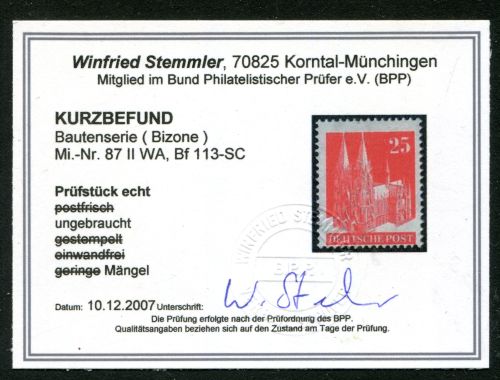 Winfried Stemmler, 70825 Korntal-Münchingen
Mitglied im Bund Philatelistischer Prüfer e.V. (BPP)
KURZBEFUND
Bautenserie ( Bizone )
Mi.-Nr. 87 II WA, Bf 113-SC
25
DEUTSCHE POST
Prüfstück echt
postfrisch
ungebraucht
gestempelt
einwandfrei
geringe Mängel
WINFRIED STEMMLER
W. Stemmler
Datum: 10.12.2007 Unterschrift:
Die Prüfung erfolgte nach der Prüfordnung des BPP.
Qualitätsangaben beziehen sich auf den Zustand am Tage der Prüfung.